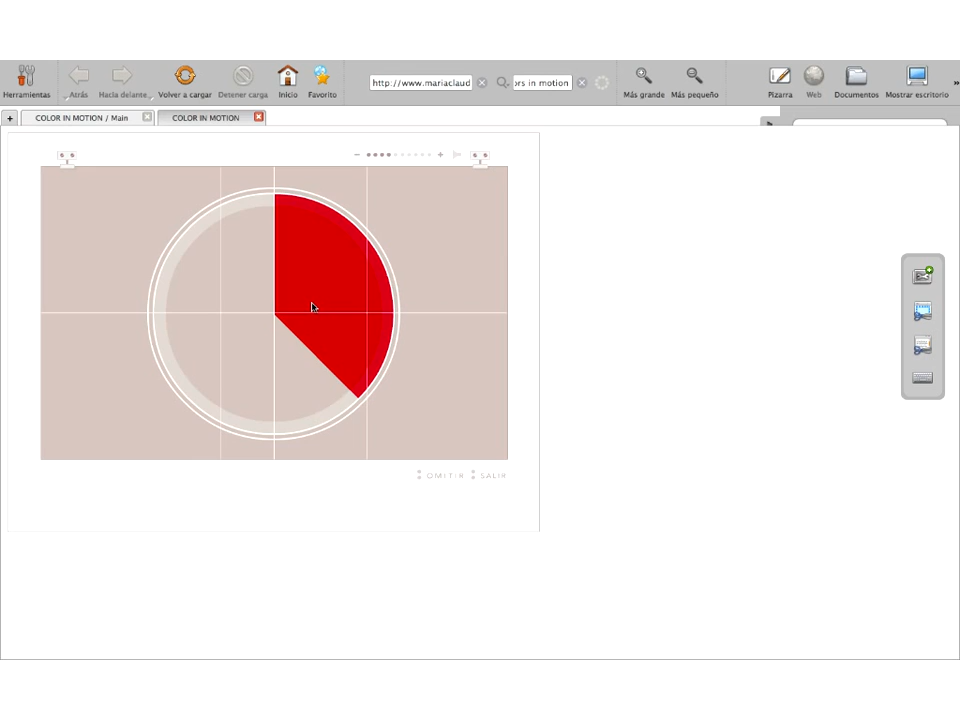 http://www.mariaclaud
ors in motion
Herramientas Atrás Hacia delante Volver a cargar Detener carga Inicio Favorito Más grande Más pequeño Pizarra Web Documentos Mostrar escritorio »
+ COLOR IN MOTION / Main COLOR IN MOTION
− +
OMITIR SALIR